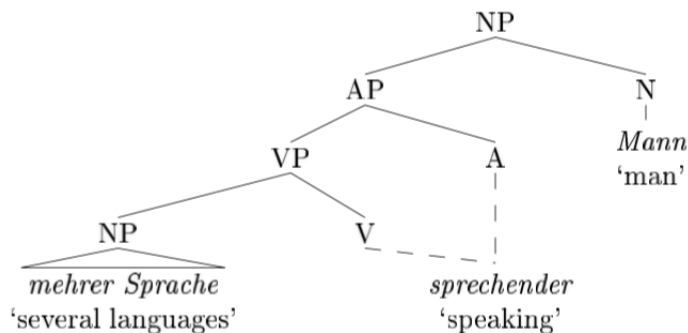 NP
AP N
Mann
VP A ‘man’
NP V
mehrer Sprache sprechender
‘several languages’ ‘speaking’